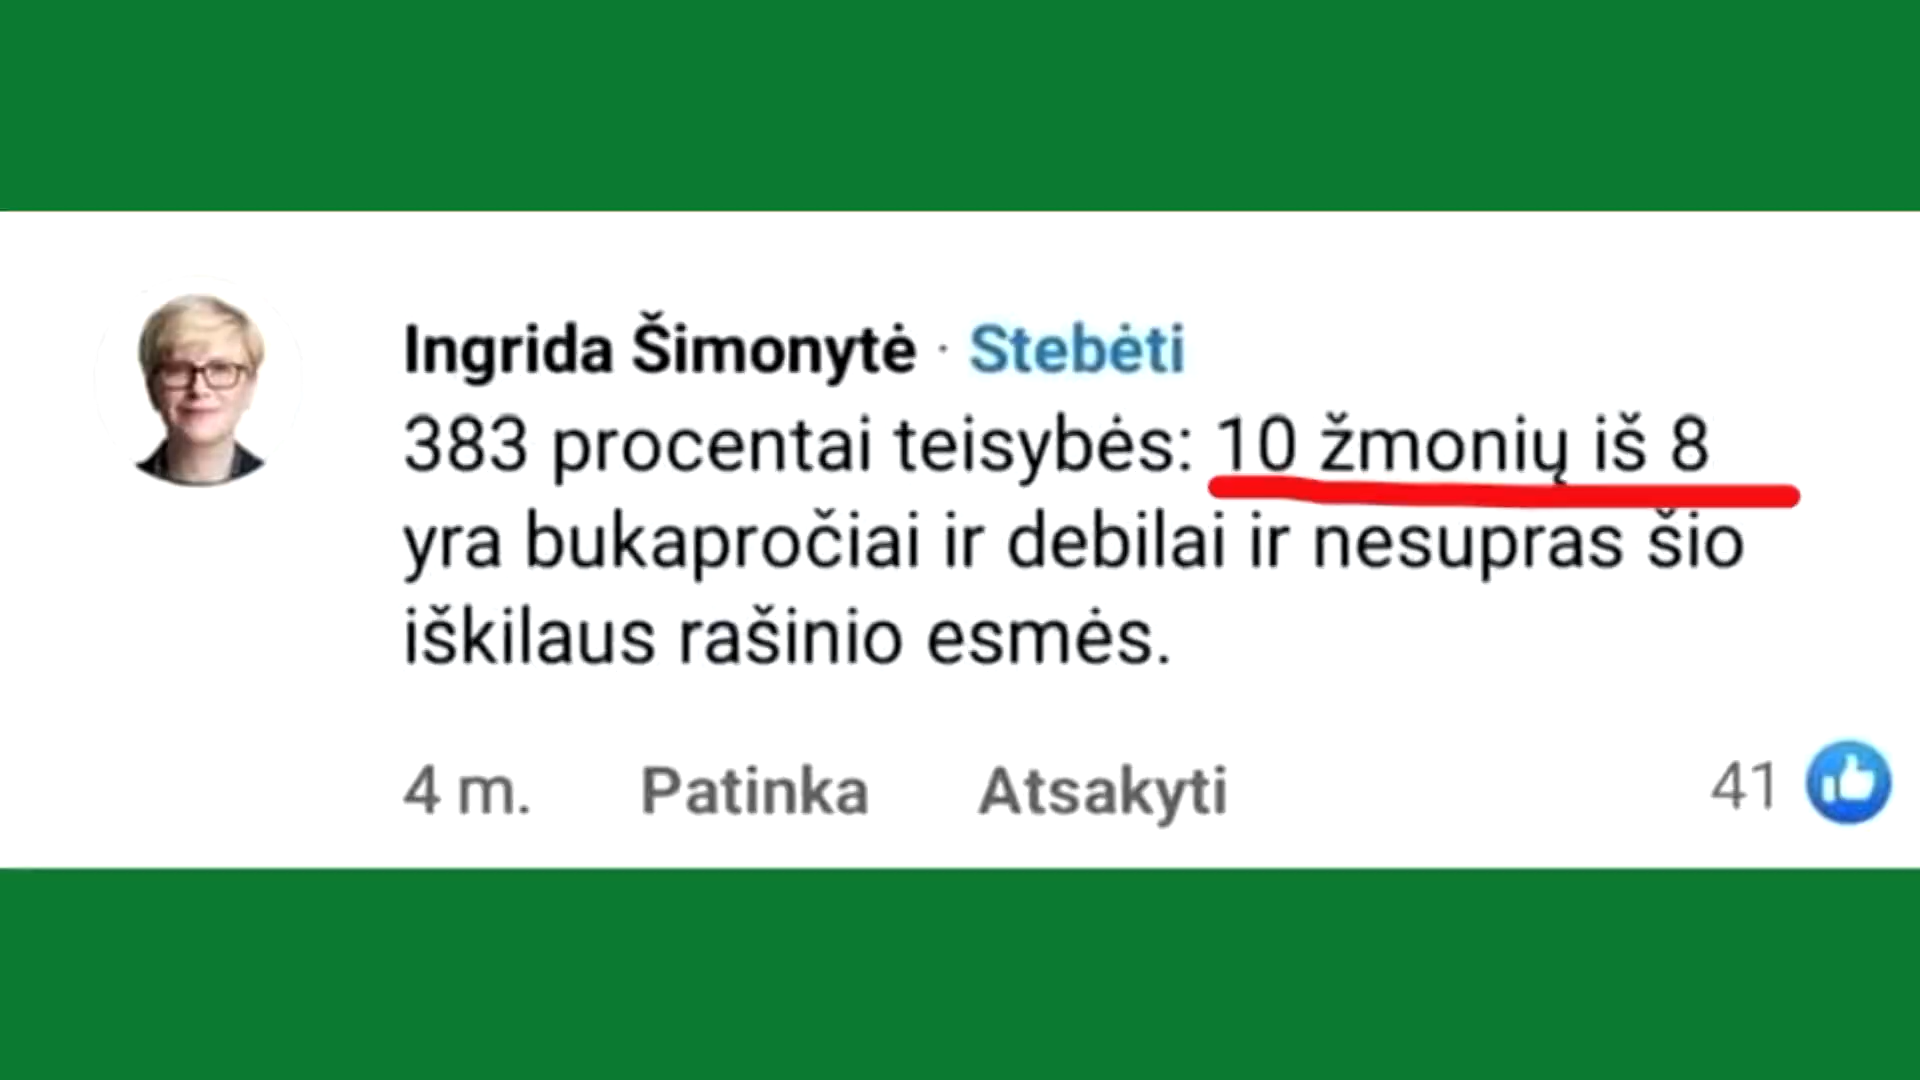 Ingrida Šimonytė · Stebėti
383 procentai teisybės: 10 žmonių iš 8
yra bukapročiai ir debilai ir nesupras šio
iškilaus rašinio esmės.
4 m. Patinka Atsakyti 41